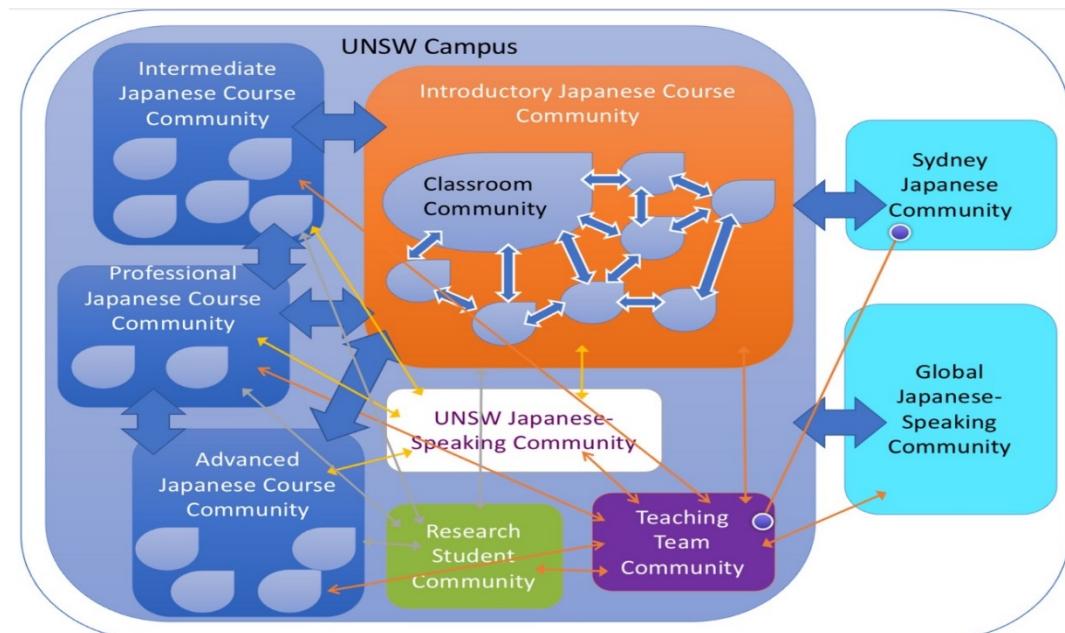 UNSW Campus
Intermediate
Japanese Course
Community
Introductory Japanese Course
Community
Classroom
Community
Sydney
Japanese
Community
Professional
Japanese Course
Community
Global
Japanese-
Speaking
Community
UNSW Japanese-
Speaking Community
Advanced
Japanese Course
Community
Research
Student
Community
Teaching
Team
Community